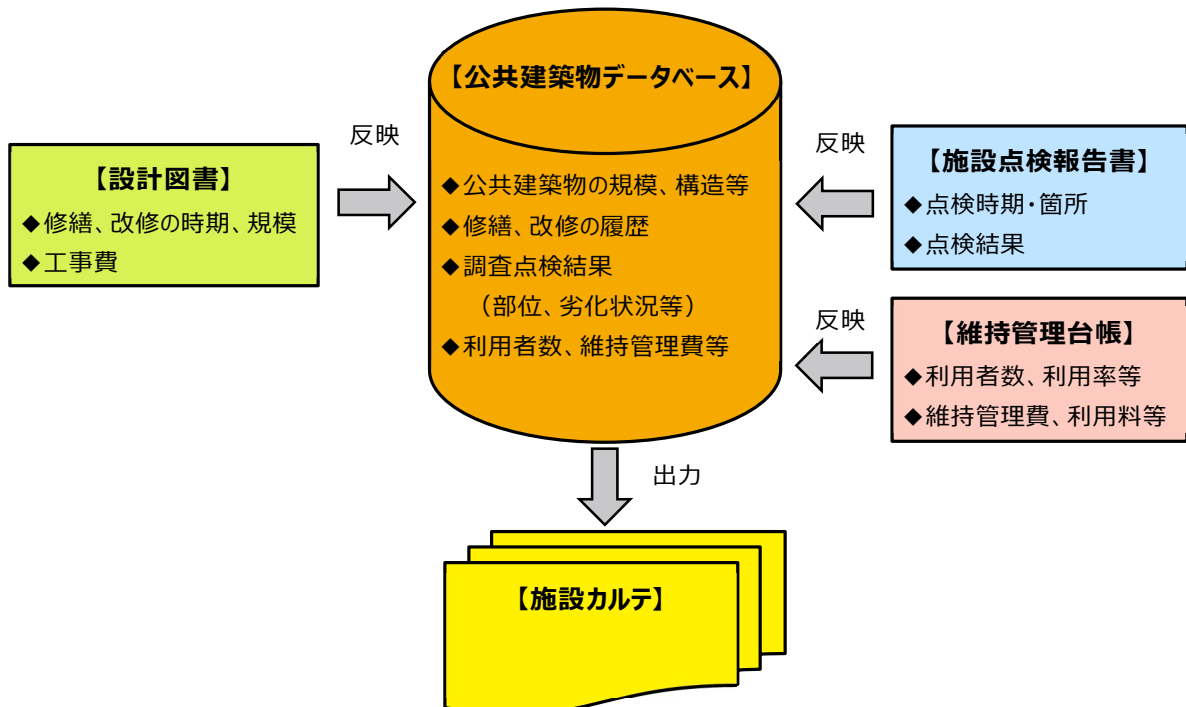 【公共建築物データベース】
◆公共建築物の規模、構造等
◆修繕、改修の履歴
◆調査点検結果
（部位、劣化状況等）
◆利用者数、維持管理費等
反映
【設計図書】
◆修繕、改修の時期、規模
◆工事費
反映
【施設点検報告書】
◆点検時期・箇所
◆点検結果
反映
【維持管理台帳】
◆利用者数、利用率等
◆維持管理費、利用料等
出力
【施設カルテ】